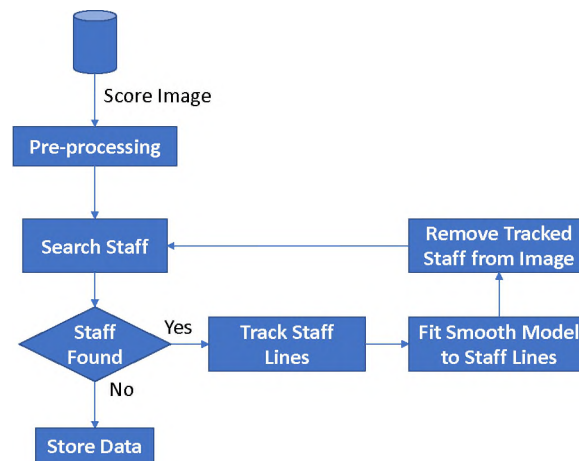 Score Image
Pre-processing
Search Staff
Remove Tracked
Staff from Image
Staff
Found
Yes
Track Staff
Lines
Fit Smooth Model
to Staff Lines
No
Store Data